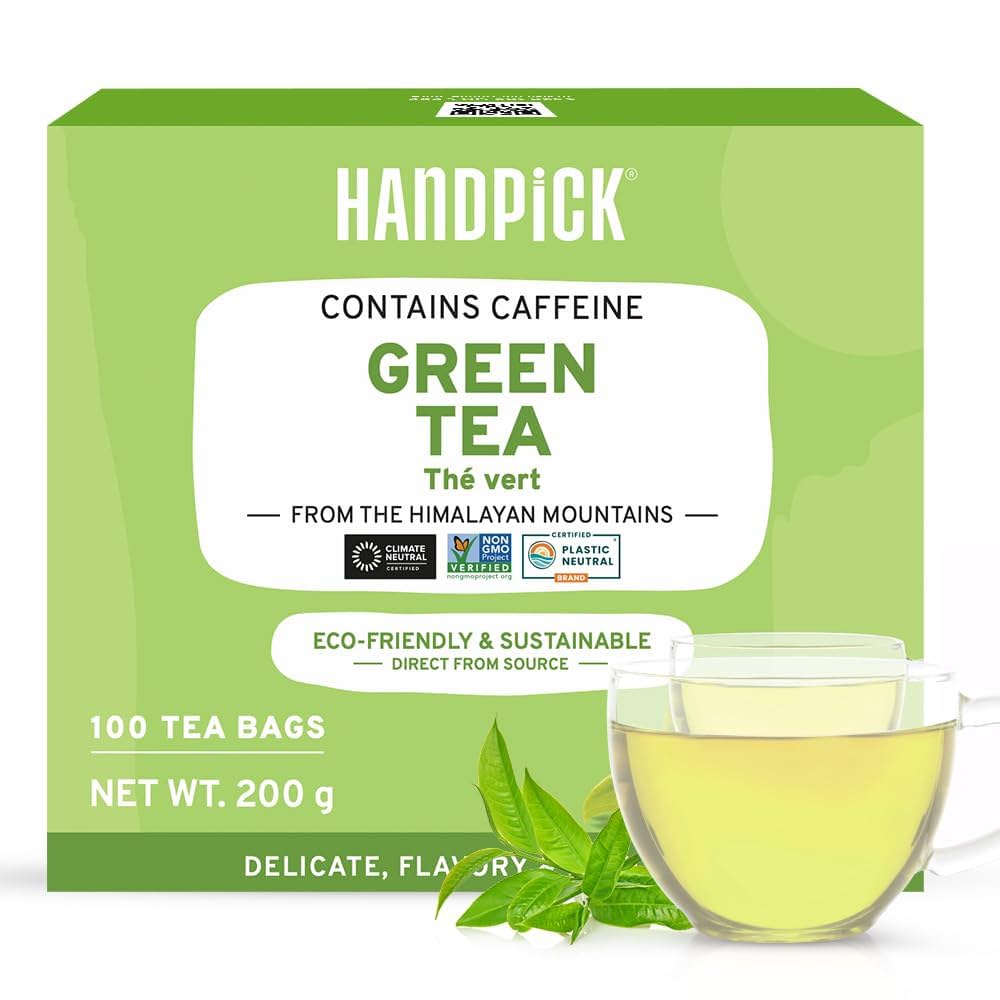 HANDPiCK®
CONTAINS CAFFEINE
GREEN
TEA
Thé vert
FROM THE HIMALAYAN MOUNTAINS
CLIMATE
NEUTRAL
CERTIFIED
NON
GMO
Project
VERIFIED
nongmoproject.org
CERTIFIED
PLASTIC
NEUTRAL
BRAND
ECO-FRIENDLY & SUSTAINABLE
DIRECT FROM SOURCE
100 TEA BAGS
NET WT. 200 g
DELICATE, FLAVORY